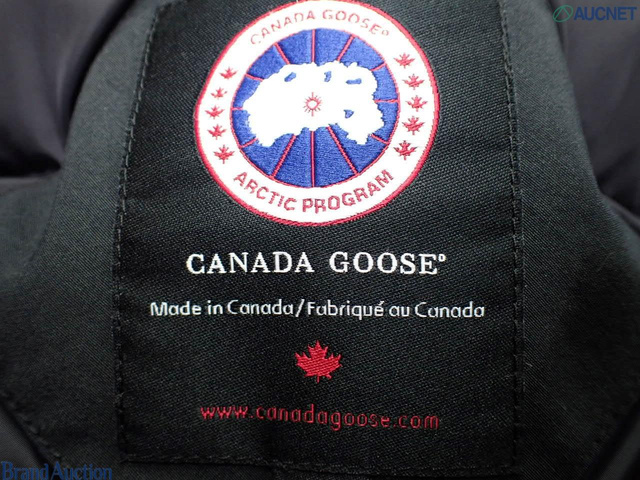 AUCNET
CANADA GOOSE®
ARCTIC PROGRAM
CANADA GOOSE®
Made in Canada/Fabriqué au Canada
www.canadagoose.com
Brand Auction